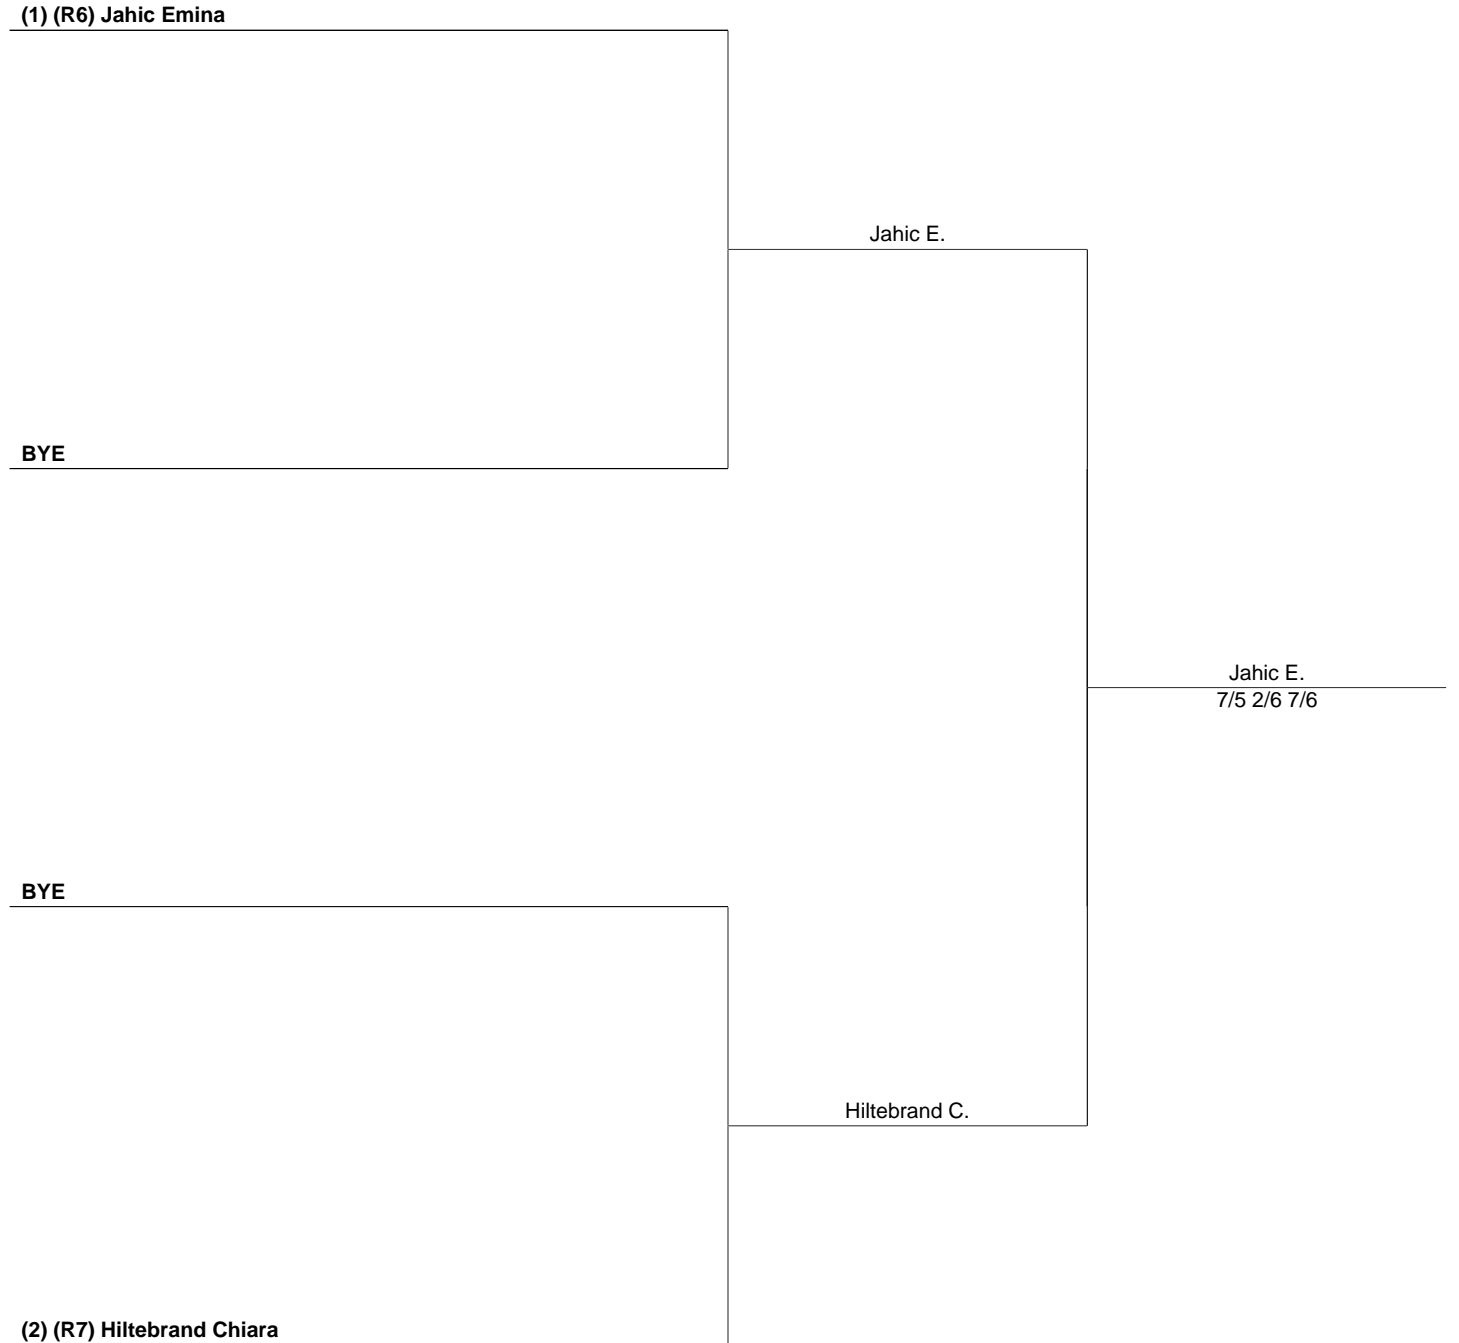 (1) (R6) Jahic Emina
Jahic E.
BYE
Jahic E.
7/5 2/6 7/6
BYE
Hiltebrand C.
(2) (R7) Hiltebrand Chiara